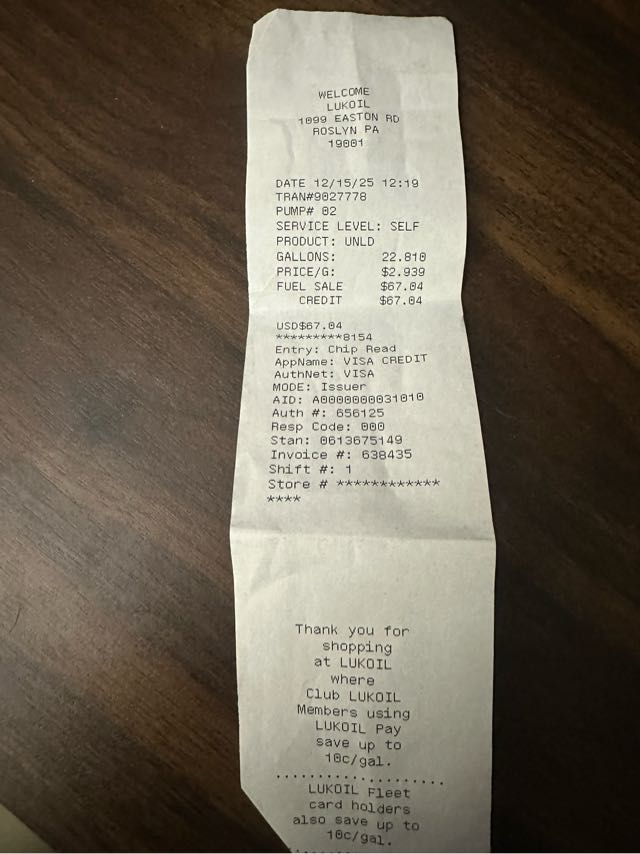 WELCOME
LUKOIL
1099 EASTON RD
ROSLYN PA
19001
DATE 12/15/25 12:19
TRAN#9027778
PUMP# 02
SERVICE LEVEL: SELF
PRODUCT: UNLD
GALLONS: 22.810
PRICE/G: $2.939
FUEL SALE $67.04
CREDIT $67.04
USD$67.04
*********8154
Entry: Chip Read
AppName: VISA CREDIT
AuthNet: VISA
MODE: Issuer
AID: A0000000031010
Auth #: 656125
Resp Code: 000
Stan: 0613675149
Invoice #: 638435
Shift #: 1
Store # ************
****
Thank you for
shopping
at LUKOIL
where
Club LUKOIL
Members using
LUKOIL Pay
save up to
10c/gal.
....................
LUKOIL Fleet
card holders
also save up to
10c/gal.